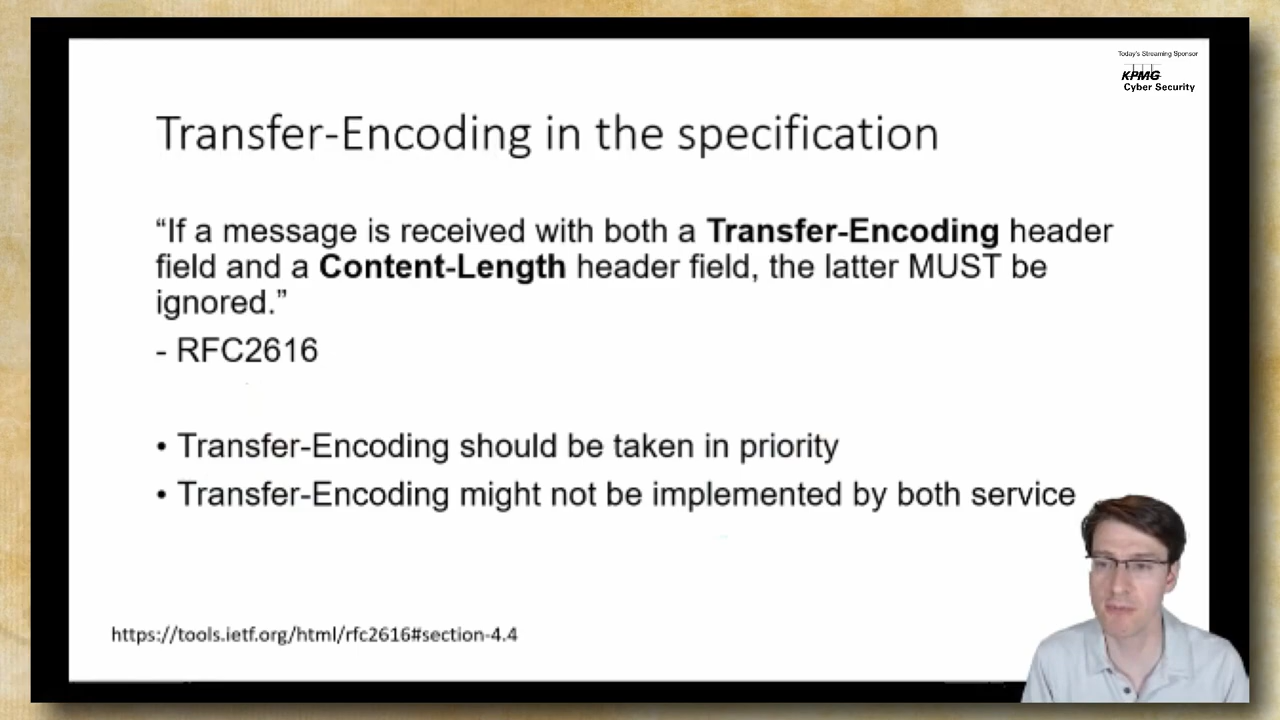 Today's Streaming Sponsor
KPMG
Cyber Security
Transfer-Encoding in the specification
“If a message is received with both a Transfer-Encoding header
field and a Content-Length header field, the latter MUST be
ignored.”
- RFC2616
• Transfer-Encoding should be taken in priority
• Transfer-Encoding might not be implemented by both service
https://tools.ietf.org/html/rfc2616#section-4.4